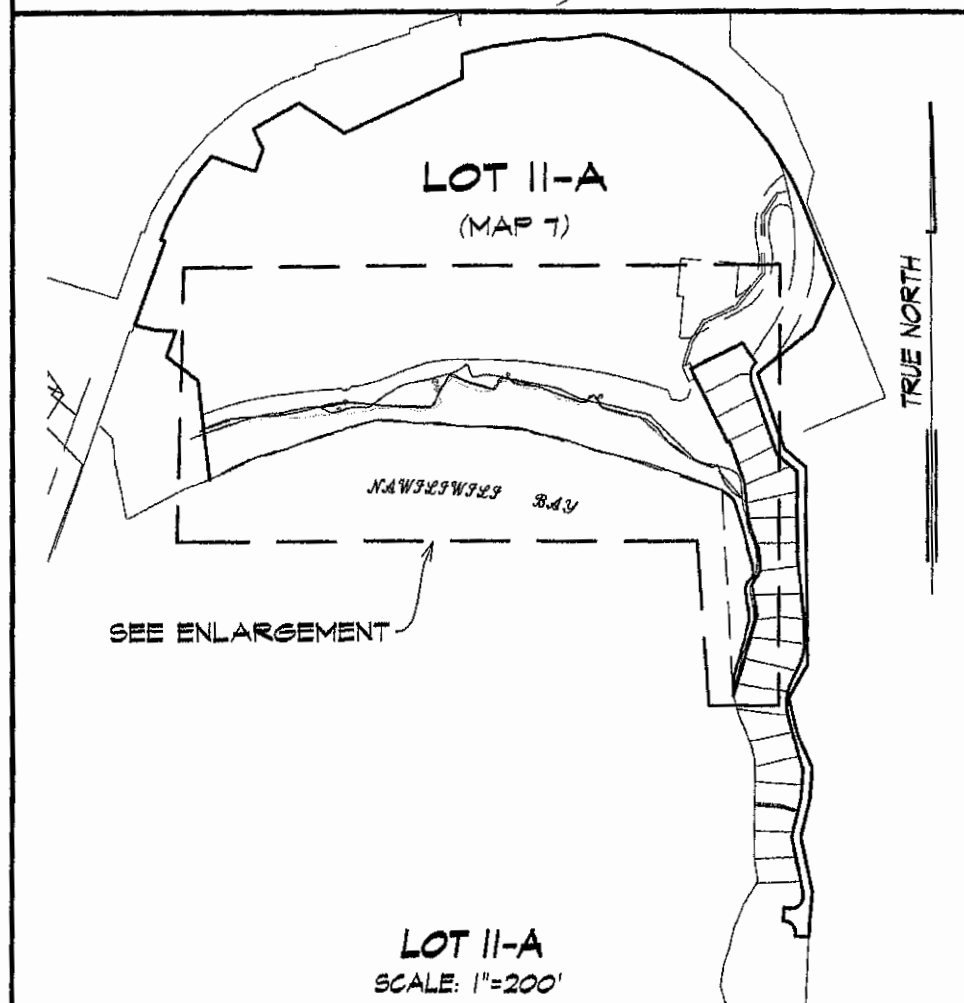 LOT 11-A
(MAP 7)
TRUE NORTH
NAWILIWILI BAY
SEE ENLARGEMENT
LOT 11-A
SCALE: 1"=200'